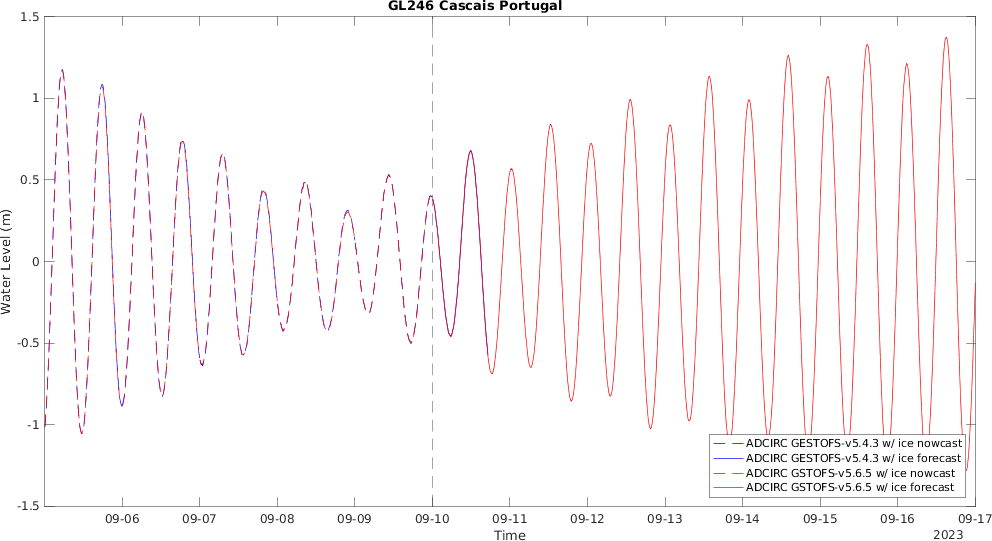 GL246 Cascais Portugal
1.5
1
0.5
0
-0.5
-1
-1.5
Water Level (m)
ADCIRC GESTOFS-v5.4.3 w/ ice nowcast
ADCIRC GESTOFS-v5.4.3 w/ ice forecast
ADCIRC GSTOFS-v5.6.5 w/ ice nowcast
ADCIRC GSTOFS-v5.6.5 w/ ice forecast
09-06 09-07 09-08 09-09 09-10 09-11 09-12 09-13 09-14 09-15 09-16 09-17
Time
2023